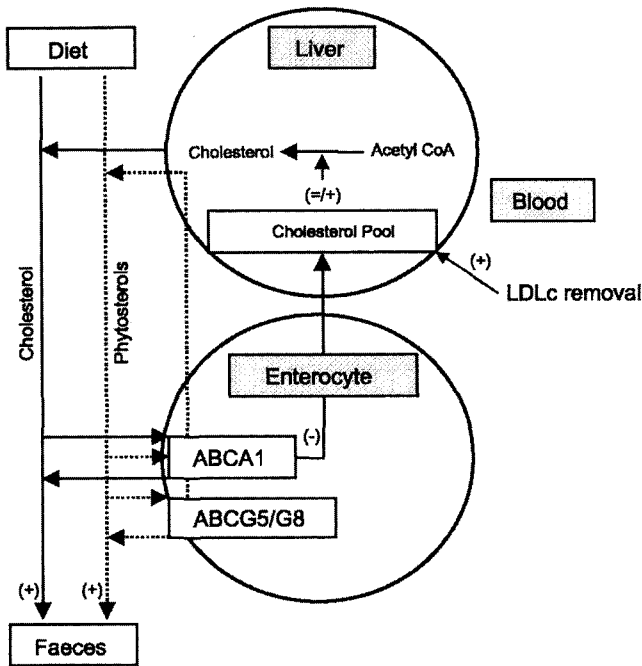 Diet
Liver
Cholesterol
Acetyl CoA
(=/+)
Blood
Cholesterol Pool
(+)
LDLc removal
Cholesterol
Phytosterols
Enterocyte
(-)
ABCA1
ABCG5/G8
(+)
(+)
Faeces